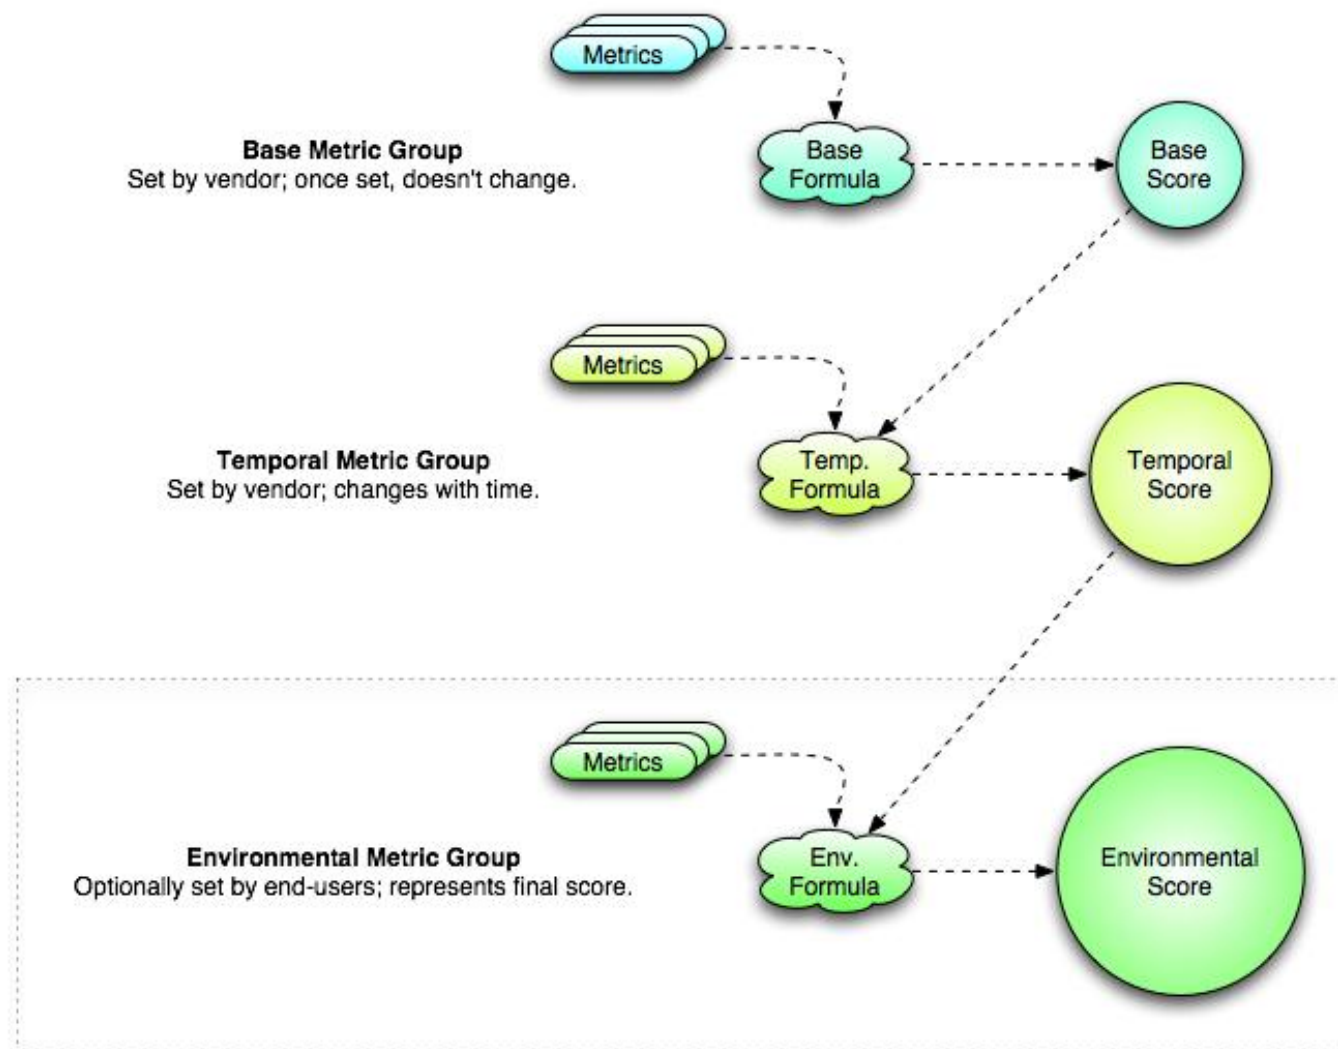 Metrics
Base Metric Group
Set by vendor; once set, doesn't change.
Base
Formula
Base
Score
Metrics
Temporal Metric Group
Set by vendor; changes with time.
Temp.
Formula
Temporal
Score
Metrics
Environmental Metric Group
Optionally set by end-users; represents final score.
Env.
Formula
Environmental
Score